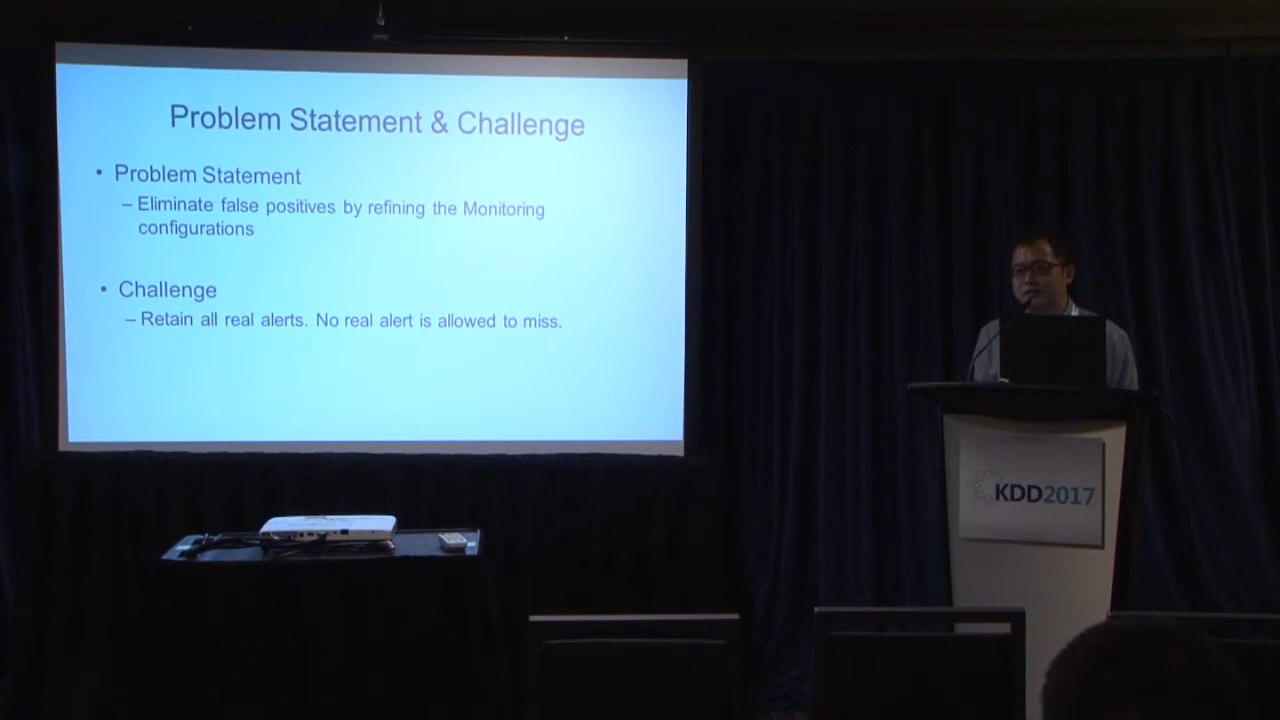 Problem Statement & Challenge
• Problem Statement
– Eliminate false positives by refining the Monitoring
configurations
• Challenge
– Retain all real alerts. No real alert is allowed to miss.
KDD2017